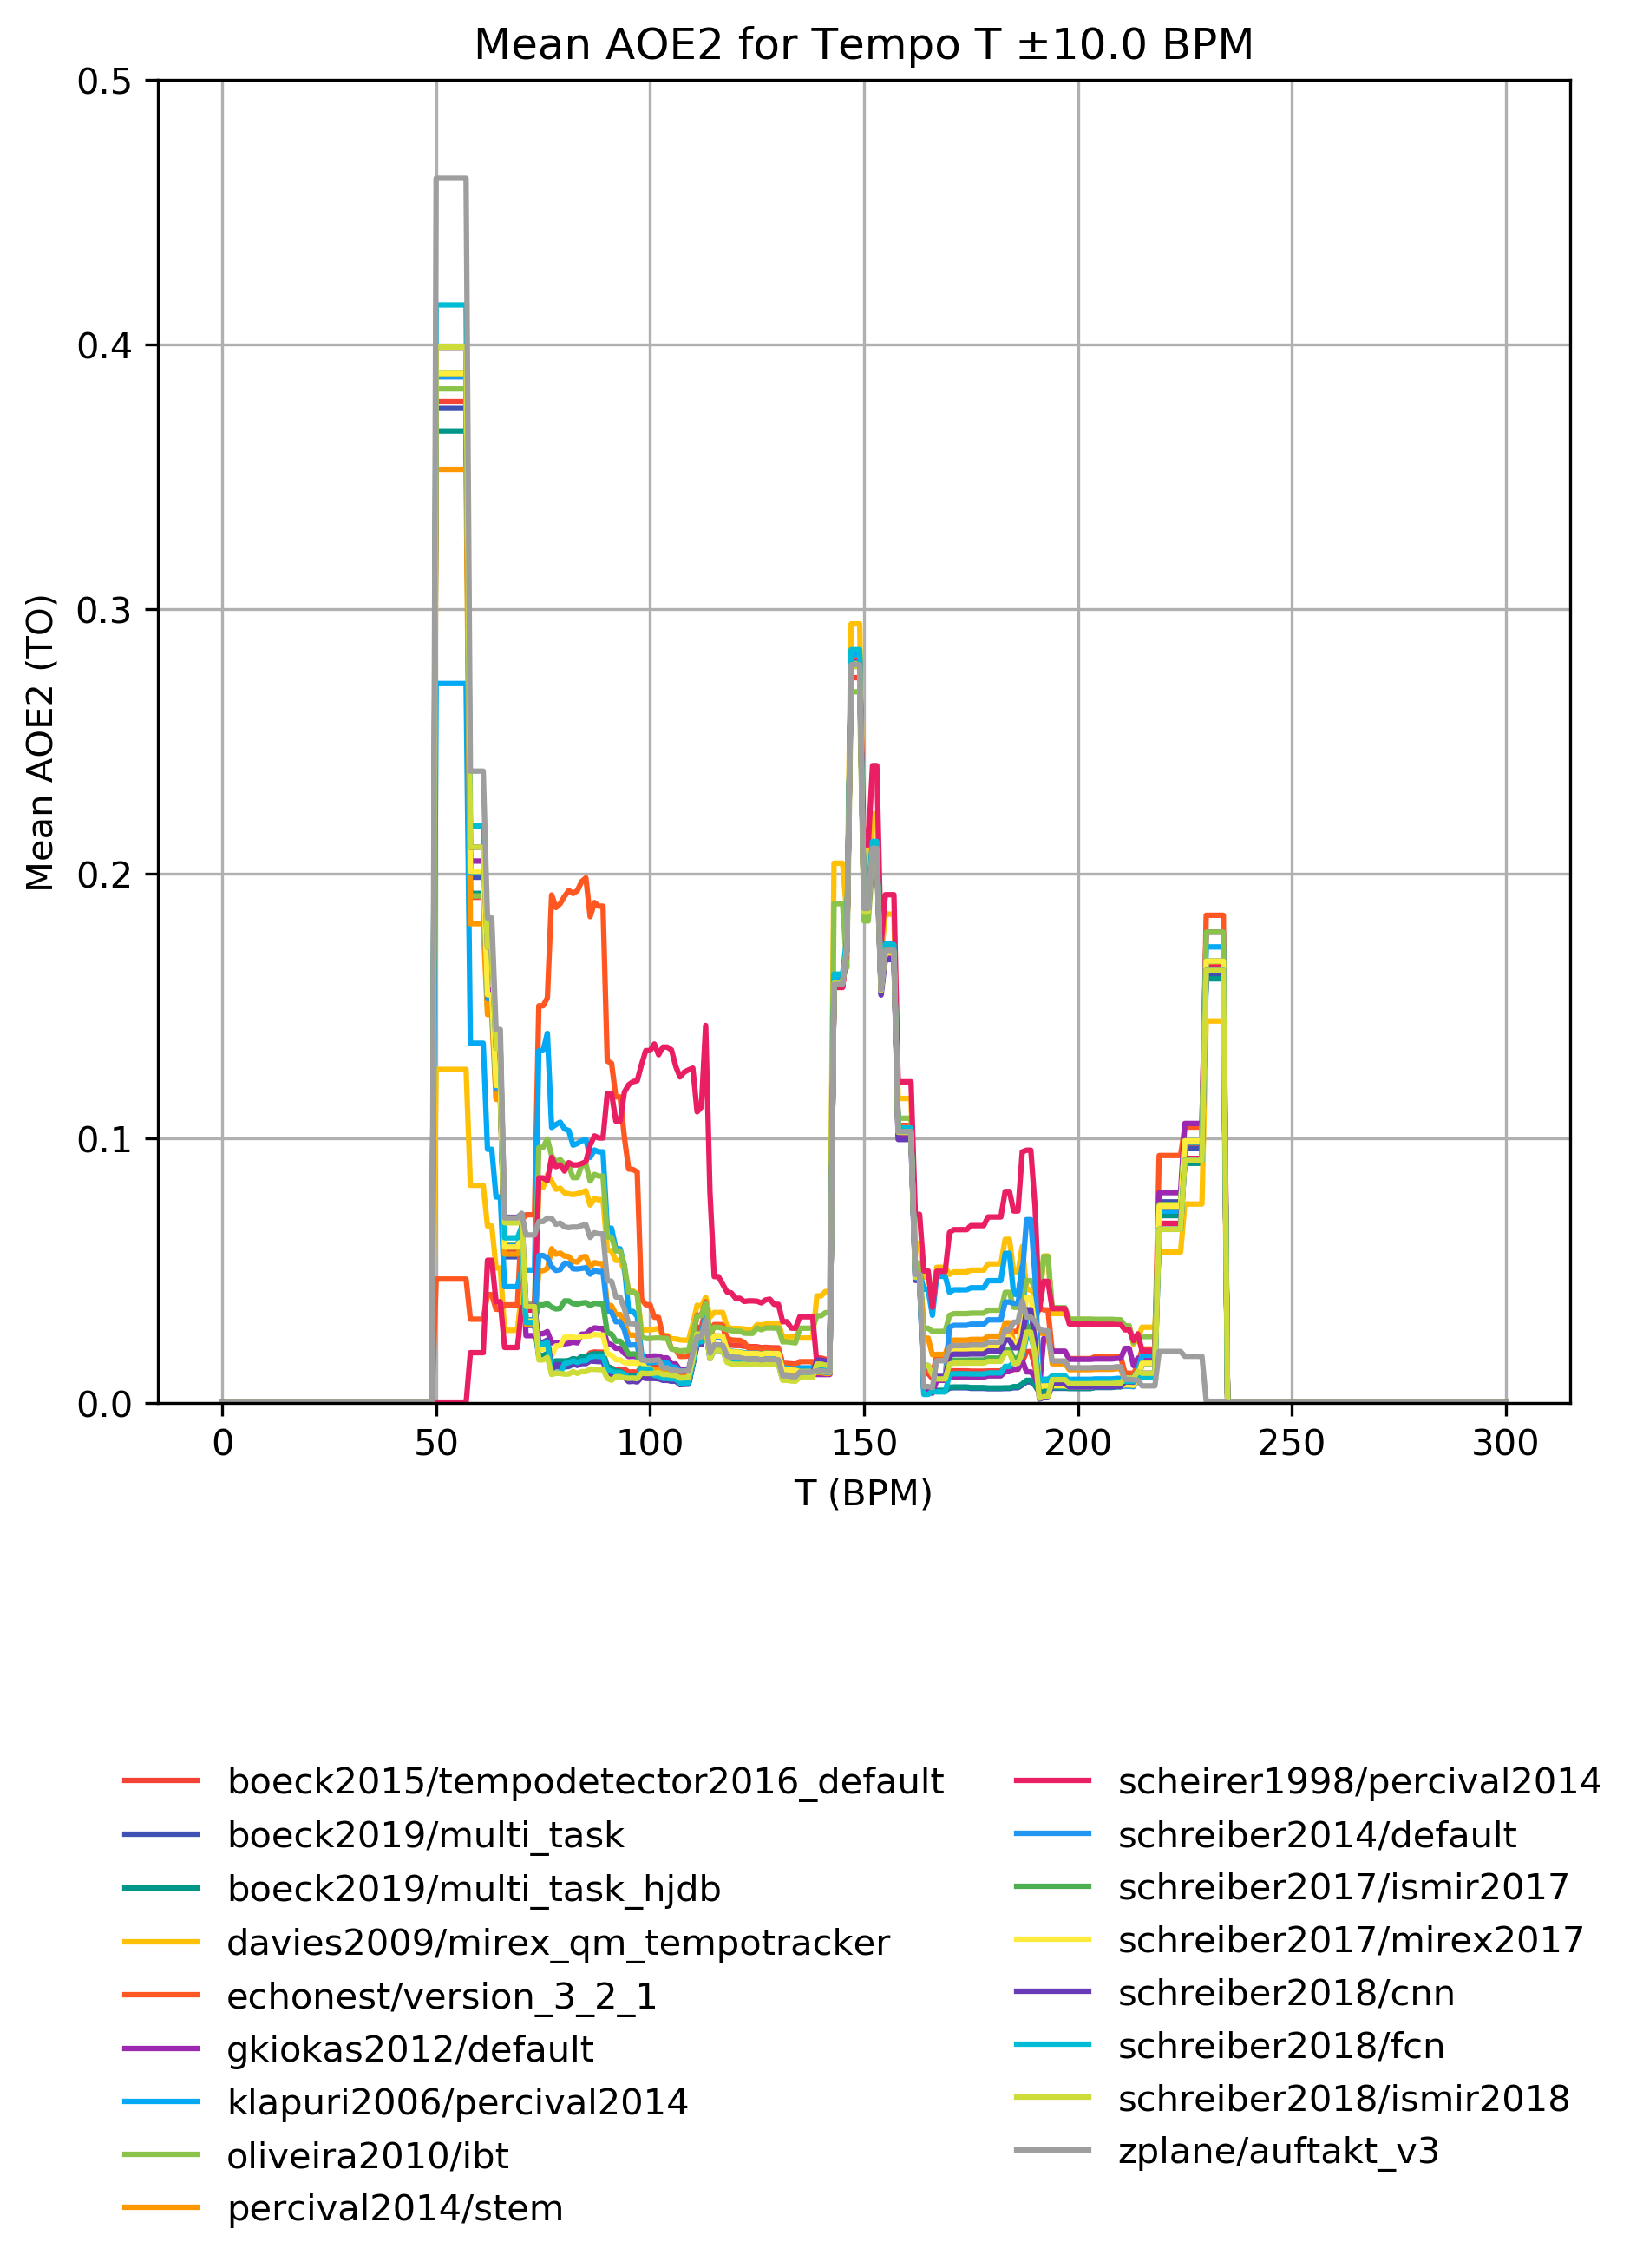 Mean AOE2 for Tempo T ±10.0 BPM
0.5
0.4
0.3
0.2
0.1
0.0
Mean AOE2 (TO)
0 50 100 150 200 250 300
T (BPM)
boeck2015/tempodetector2016_default
boeck2019/multi_task
boeck2019/multi_task_hjdb
davies2009/mirex_qm_tempotracker
echonest/version_3_2_1
gkiokas2012/default
klapuri2006/percival2014
oliveira2010/ibt
percival2014/stem
scheirer1998/percival2014
schreiber2014/default
schreiber2017/ismir2017
schreiber2017/mirex2017
schreiber2018/cnn
schreiber2018/fcn
schreiber2018/ismir2018
zplane/auftakt_v3